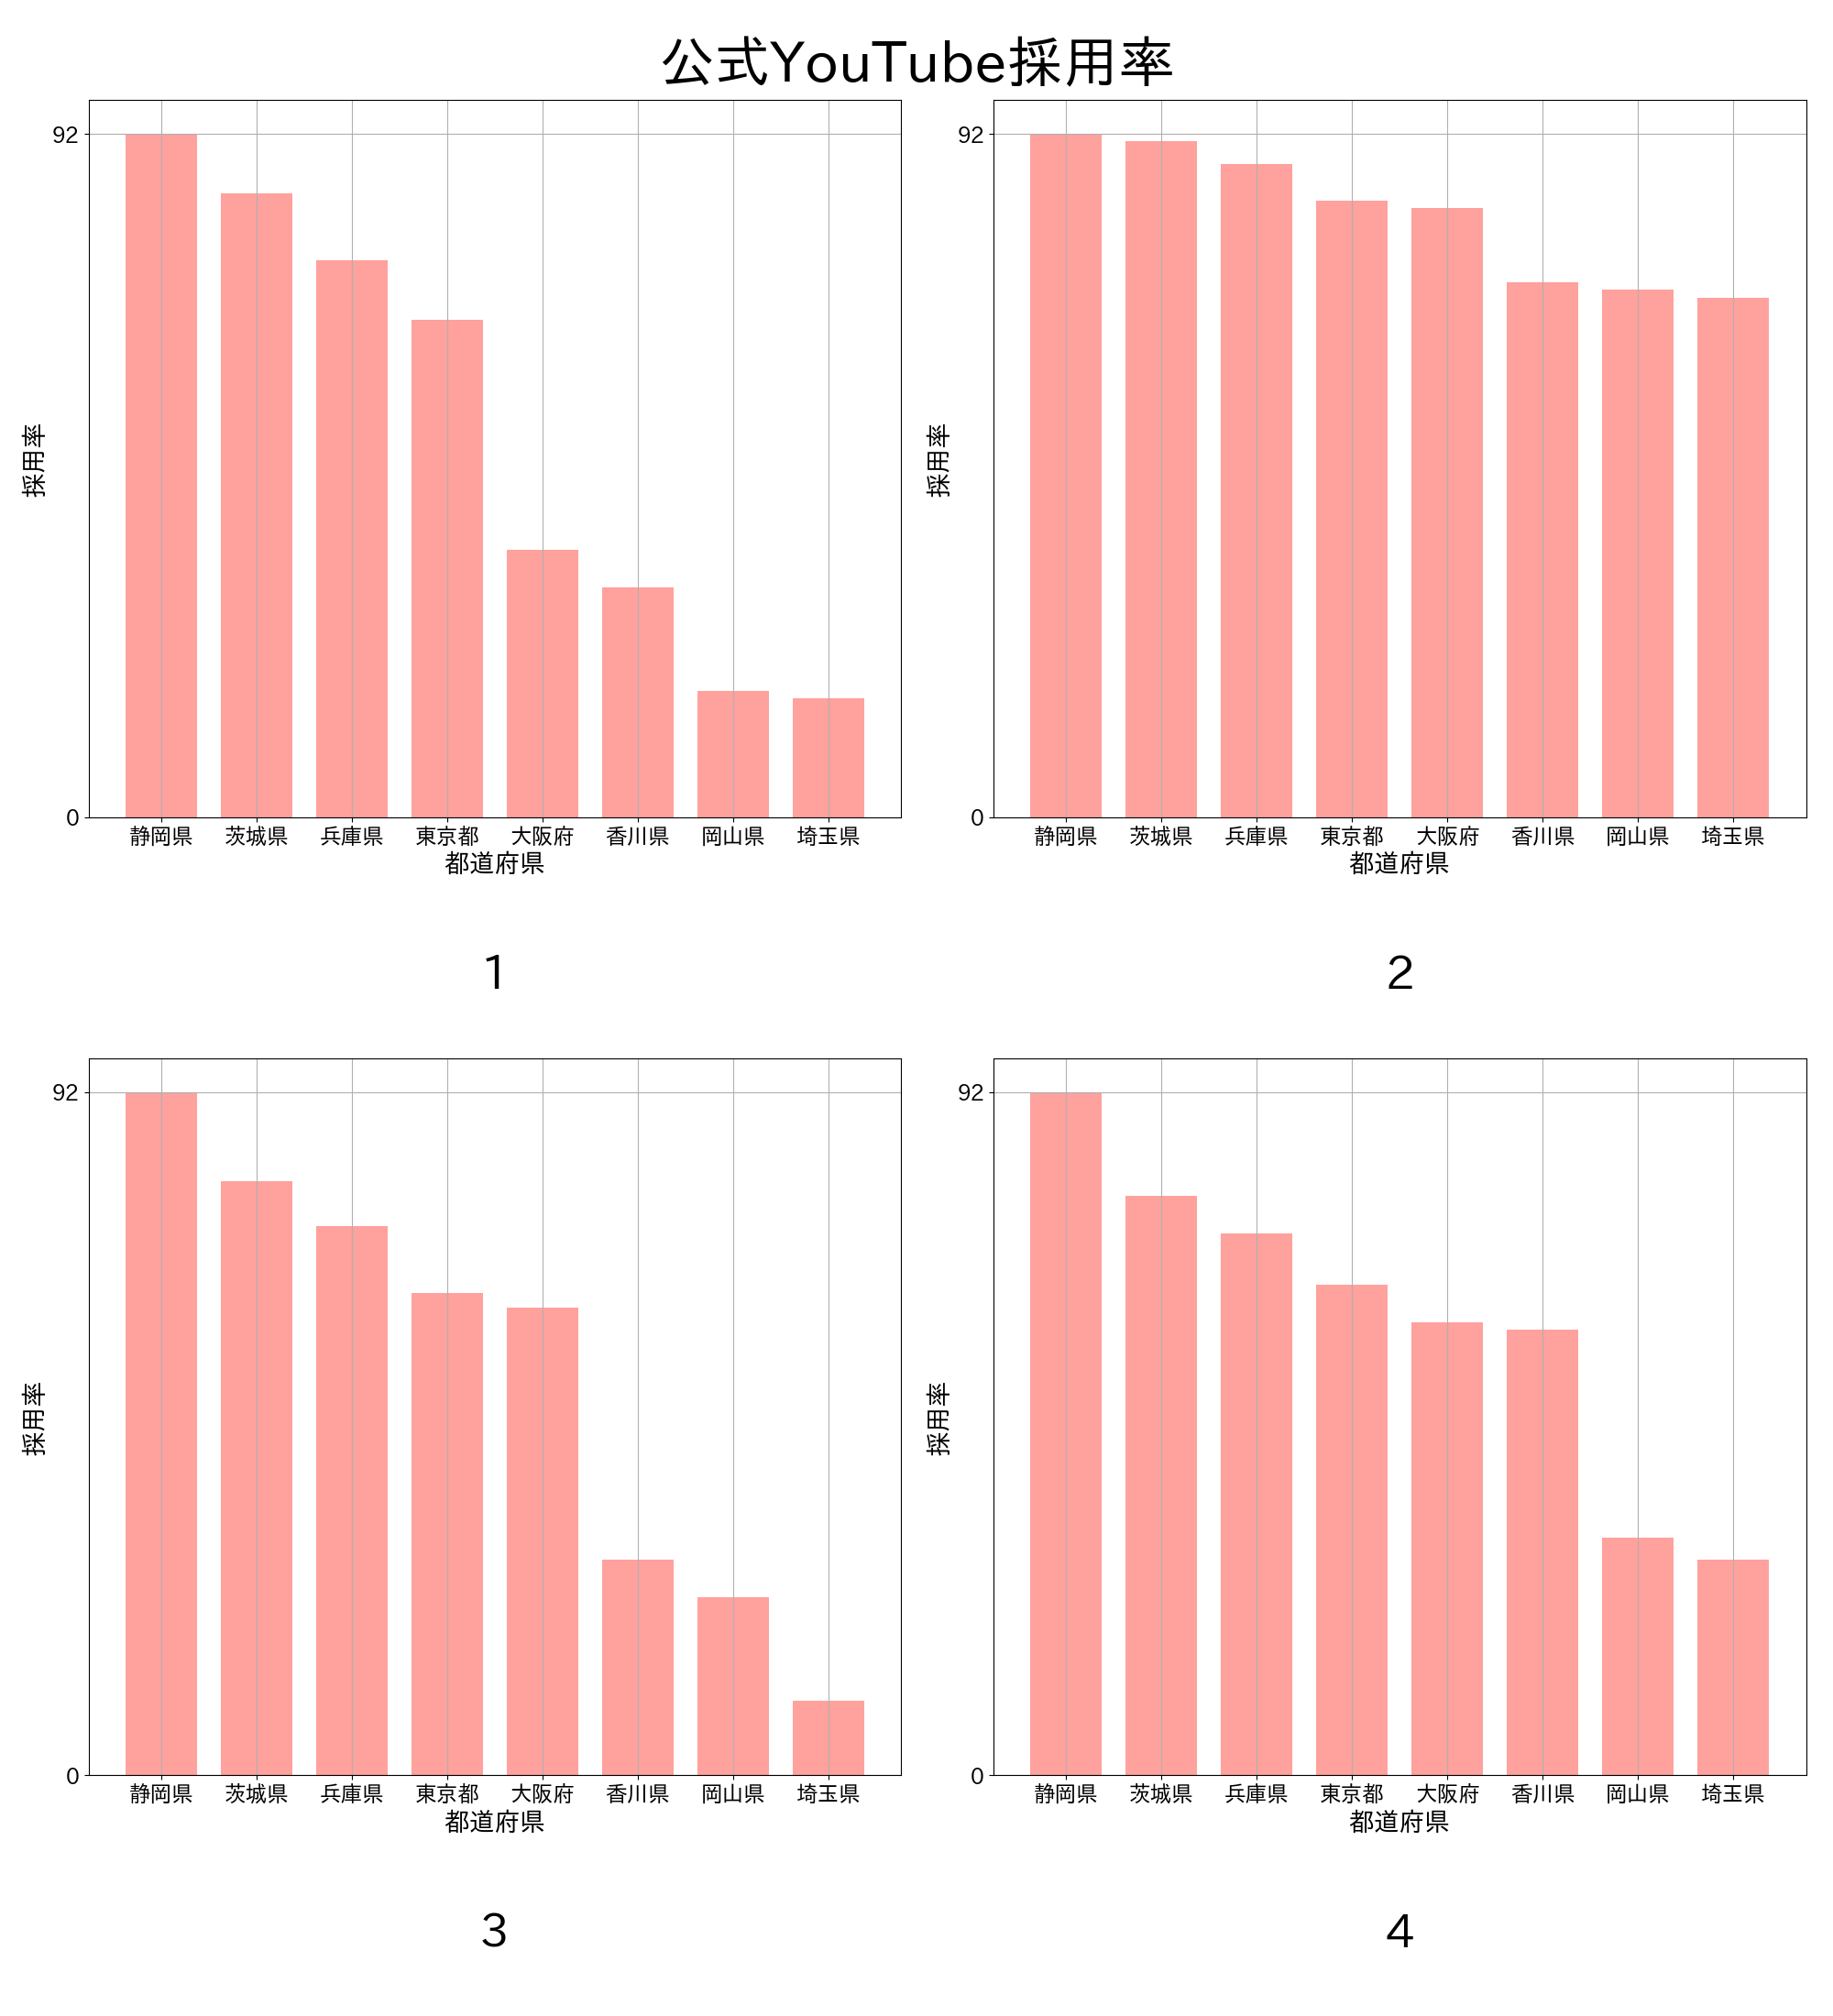 公式YouTube採用率
92
0
採用率
静岡県 茨城県 兵庫県 東京都 大阪府 香川県 岡山県 埼玉県
都道府県
1
92
0
採用率
静岡県 茨城県 兵庫県 東京都 大阪府 香川県 岡山県 埼玉県
都道府県
2
92
0
採用率
静岡県 茨城県 兵庫県 東京都 大阪府 香川県 岡山県 埼玉県
都道府県
3
92
0
採用率
静岡県 茨城県 兵庫県 東京都 大阪府 香川県 岡山県 埼玉県
都道府県
4